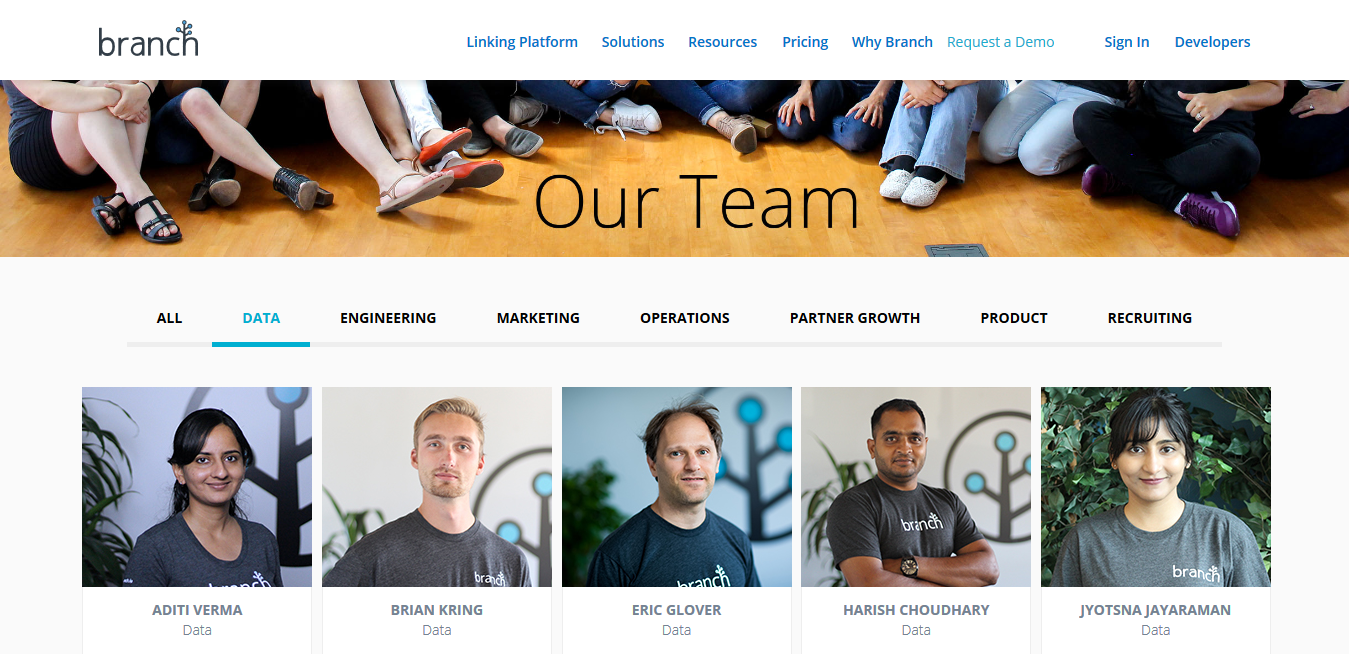 branch
Linking Platform Solutions Resources Pricing Why Branch Request a Demo Sign In Developers
Our Team
ALL DATA ENGINEERING MARKETING OPERATIONS PARTNER GROWTH PRODUCT RECRUITING
branch branch branch branch branch
ADITI VERMA BRIAN KRING ERIC GLOVER HARISH CHOUDHARY JYOTSNA JAYARAMAN
Data Data Data Data Data